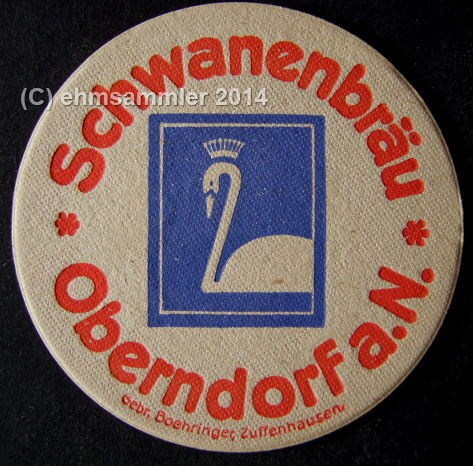 Schwanenbräu
(C) ehmsammler 2014
* Oberndorf a.N. *
Gebr. Boehringer, Zuffenhausen.